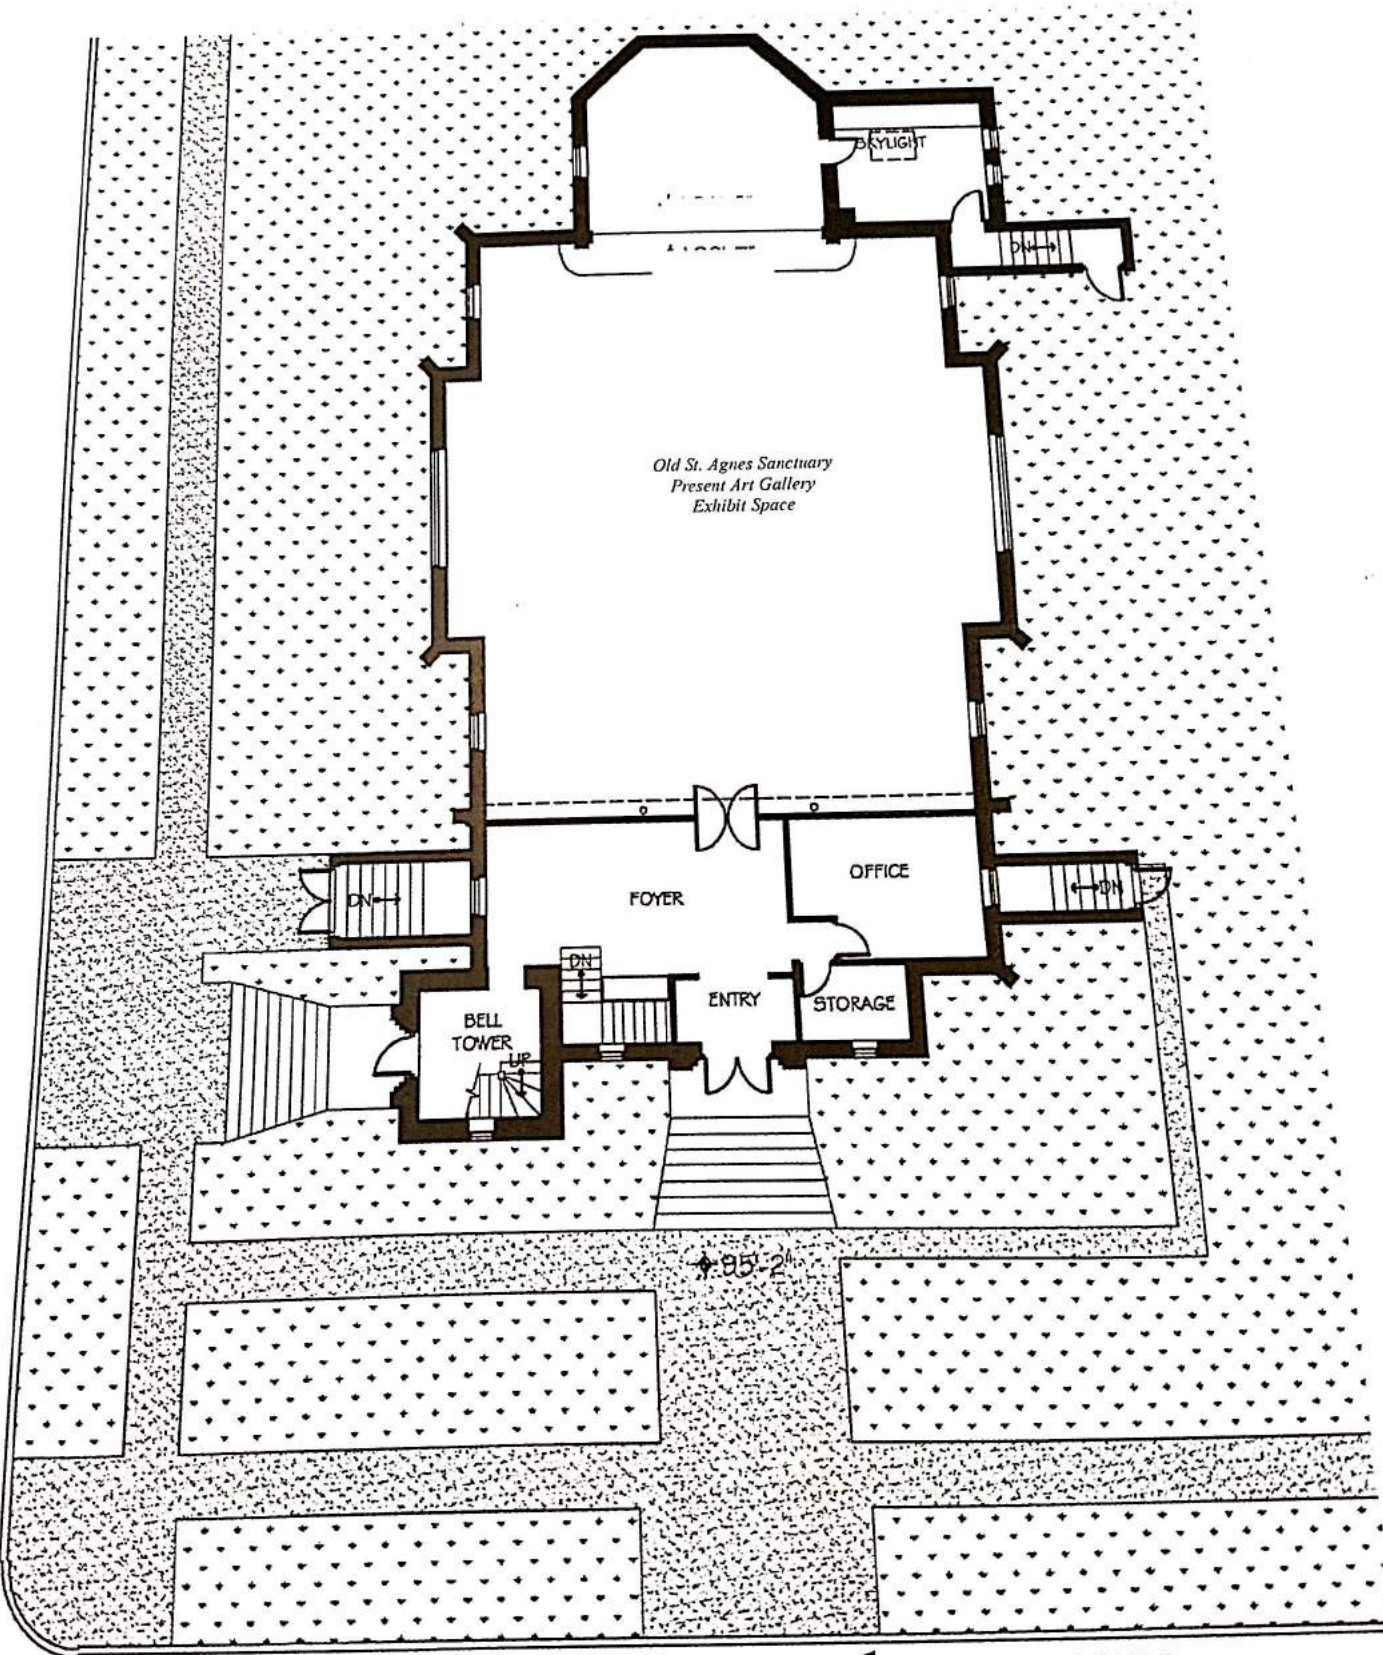 SKYLIGHT
DN
Old St. Agnes Sanctuary
Present Art Gallery
Exhibit Space
OFFICE
FOYER
DN
DN
DN
ENTRY
STORAGE
BELL
TOWER
UP
95'-2"